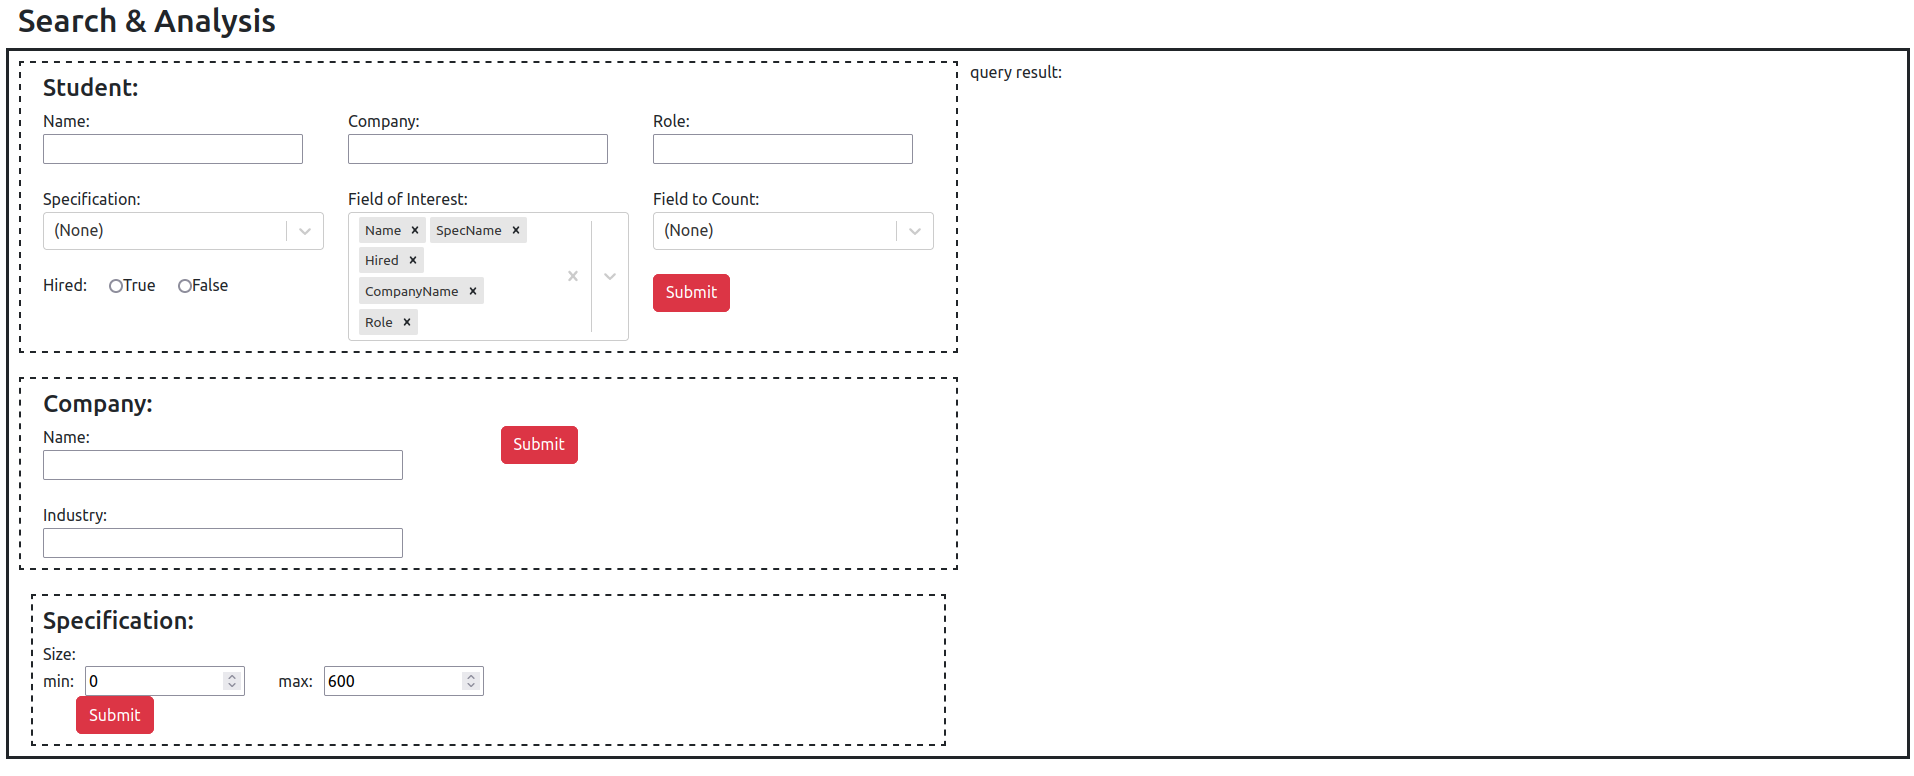 Search & Analysis
Student:
query result:
Name:
Company:
Role:
Specification:
Field of Interest:
Field to Count:
(None)
Name × SpecName ×
Hired ×
CompanyName ×
Role ×
(None)
Hired: True False
Submit
Company:
Name:
Submit
Industry:
Specification:
Size:
min: 0 max: 600
Submit